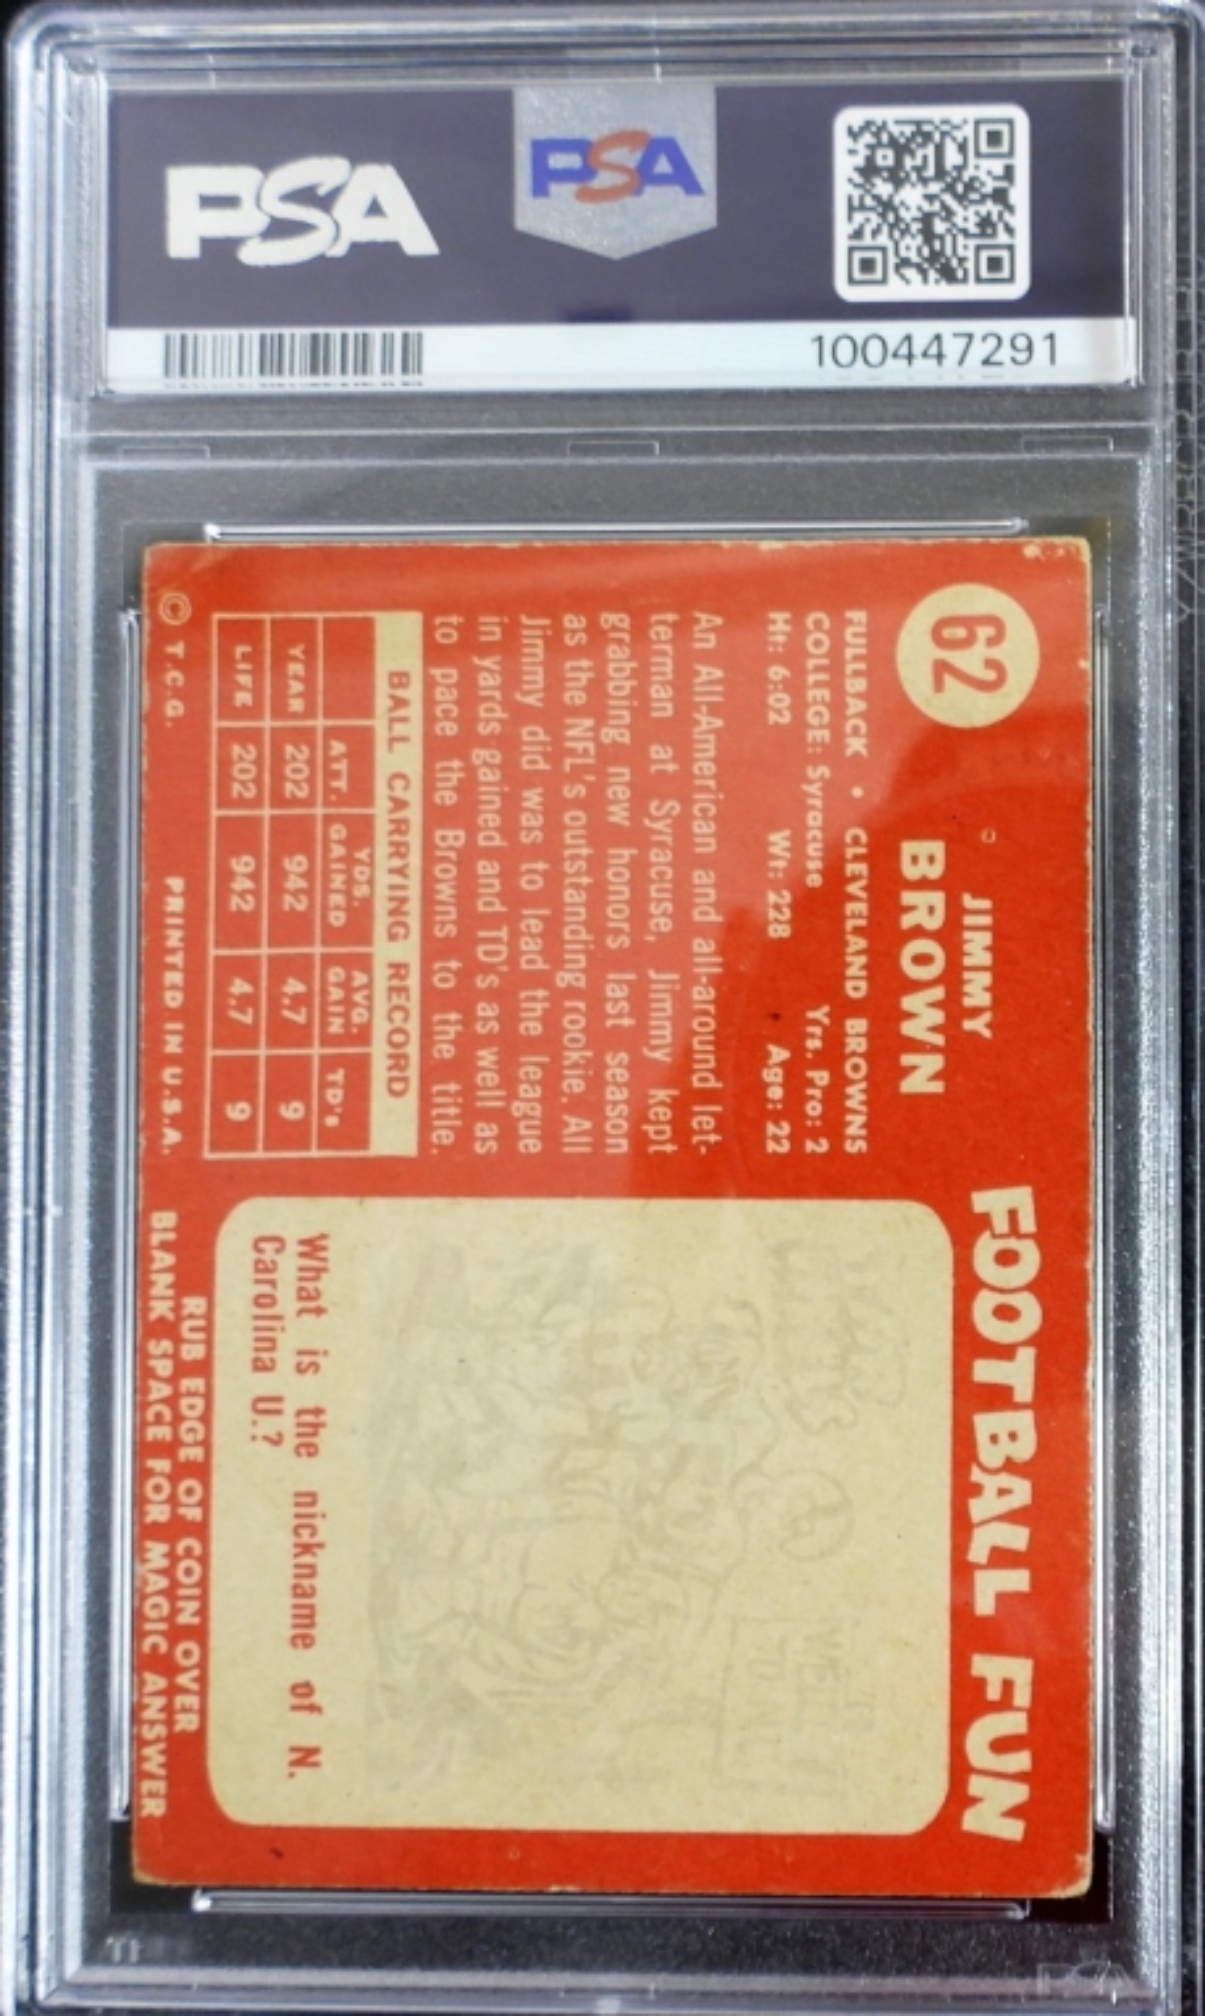 PSA
PSA
100447291
62
JIMMY
BROWN
FULLBACK • CLEVELAND BROWNS
COLLEGE: Syracuse Yrs. Pro: 2
Ht: 6:02 Wt: 228 Age: 22
An All-American and all-around let-
terman at Syracuse, Jimmy kept
grabbing new honors last season
as the NFL's outstanding rookie. All
Jimmy did was to lead the league
in yards gained and TD's as well as
to pace the Browns to the title.
BALL CARRYING RECORD
ATT. YDS. GAINED AVG. GAIN TD's
YEAR 202 942 4.7 9
LIFE 202 942 4.7 9
© T.C.G. PRINTED IN U.S.A.
FOOTBALL FUN
What is the nickname of N.
Carolina U.?
RUB EDGE OF COIN OVER
BLANK SPACE FOR MAGIC ANSWER
PSA